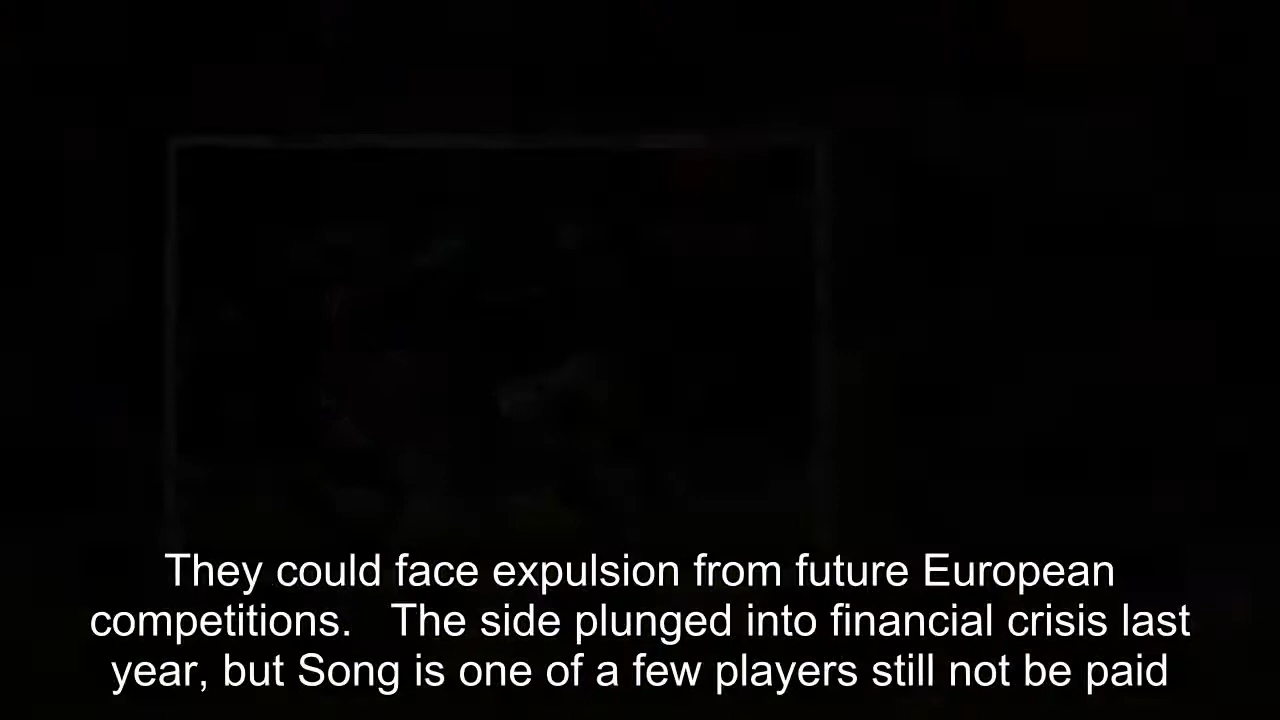 They could face expulsion from future European
competitions.   The side plunged into financial crisis last
year, but Song is one of a few players still not be paid